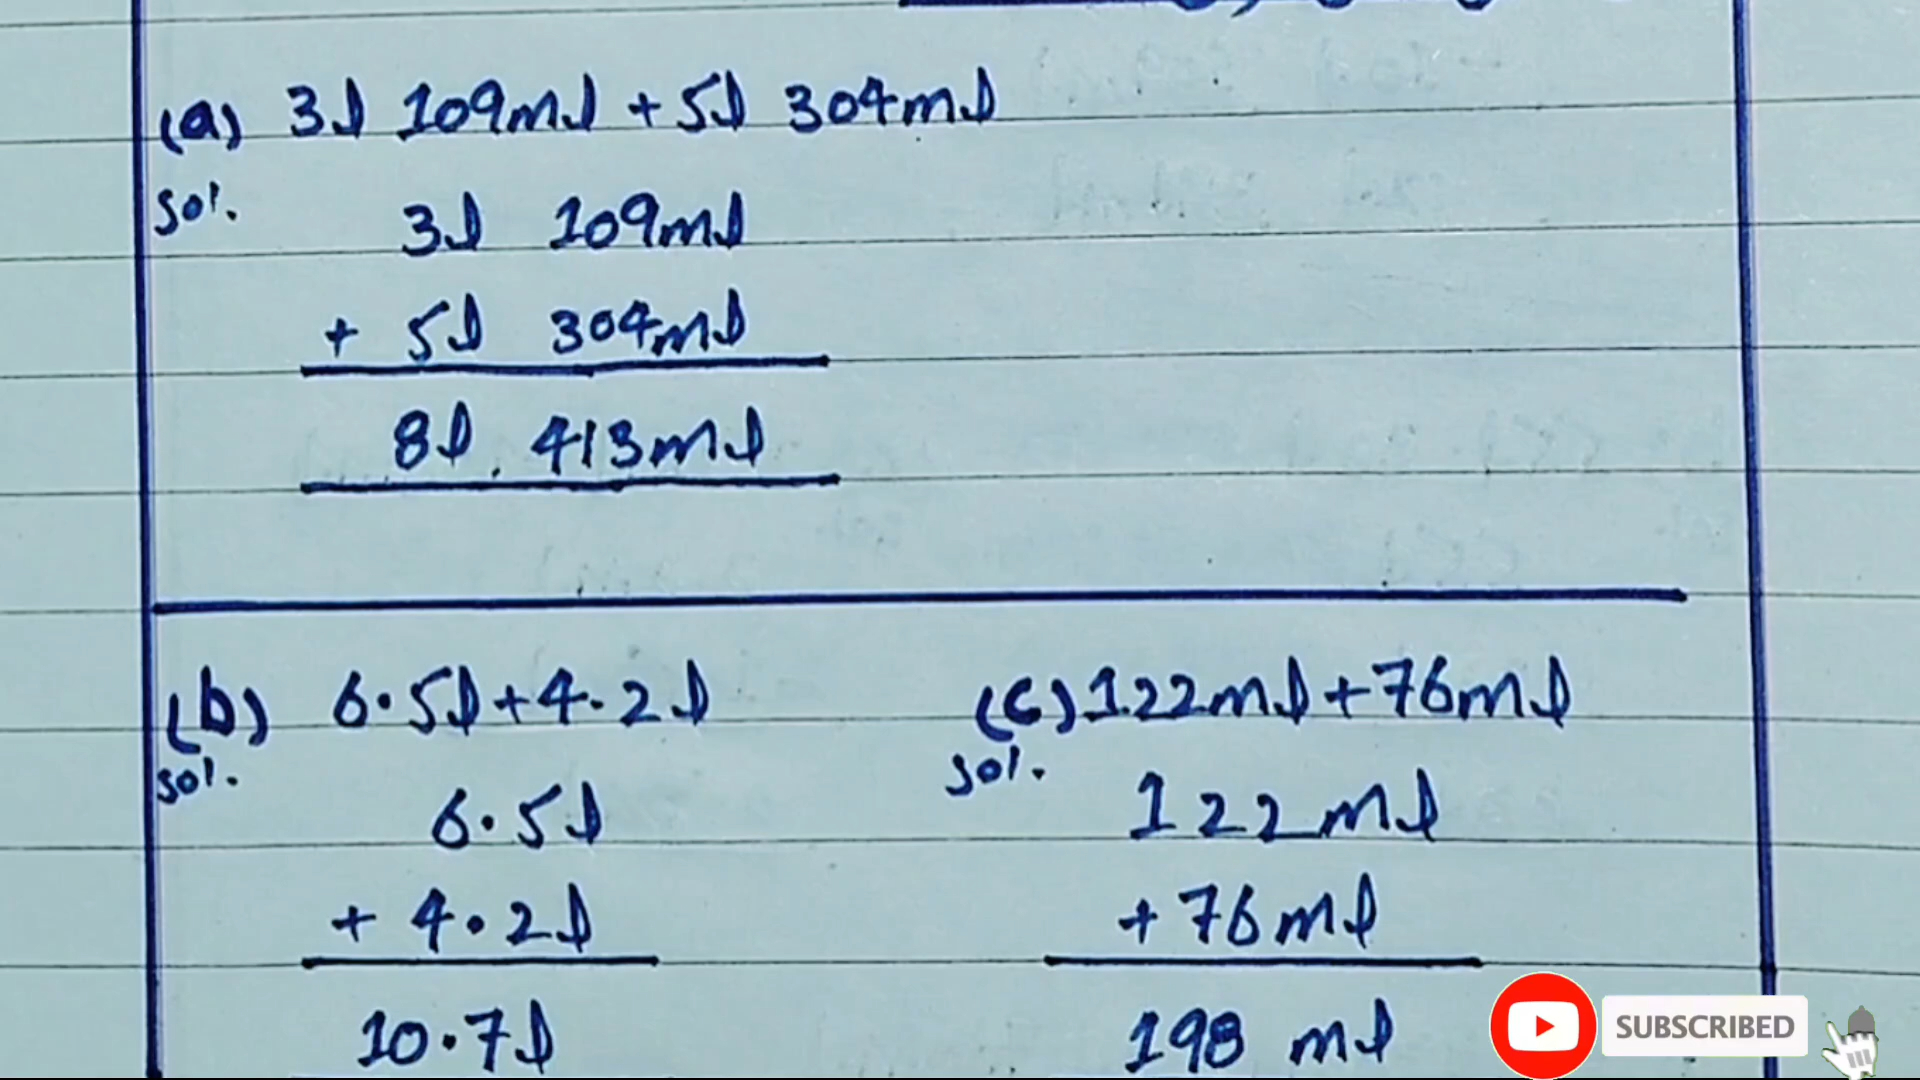 (a) 3l 109ml + 5l 304ml
sol.
3l 109ml
+ 5l 304ml
8l. 413ml
(b) 6.5l + 4.2l
sol.
6.5l
+ 4.2l
10.7l
(c) 122ml + 76ml
sol.
122ml
+ 76ml
198 ml
SUBSCRIBED